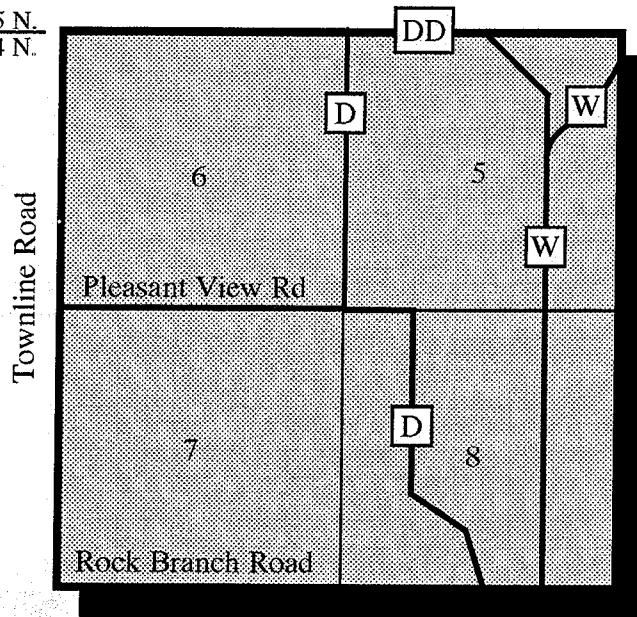 5 N.
4 N.
DD
D
W
6
5
W
Townline Road
Pleasant View Rd
D
7
8
Rock Branch Road